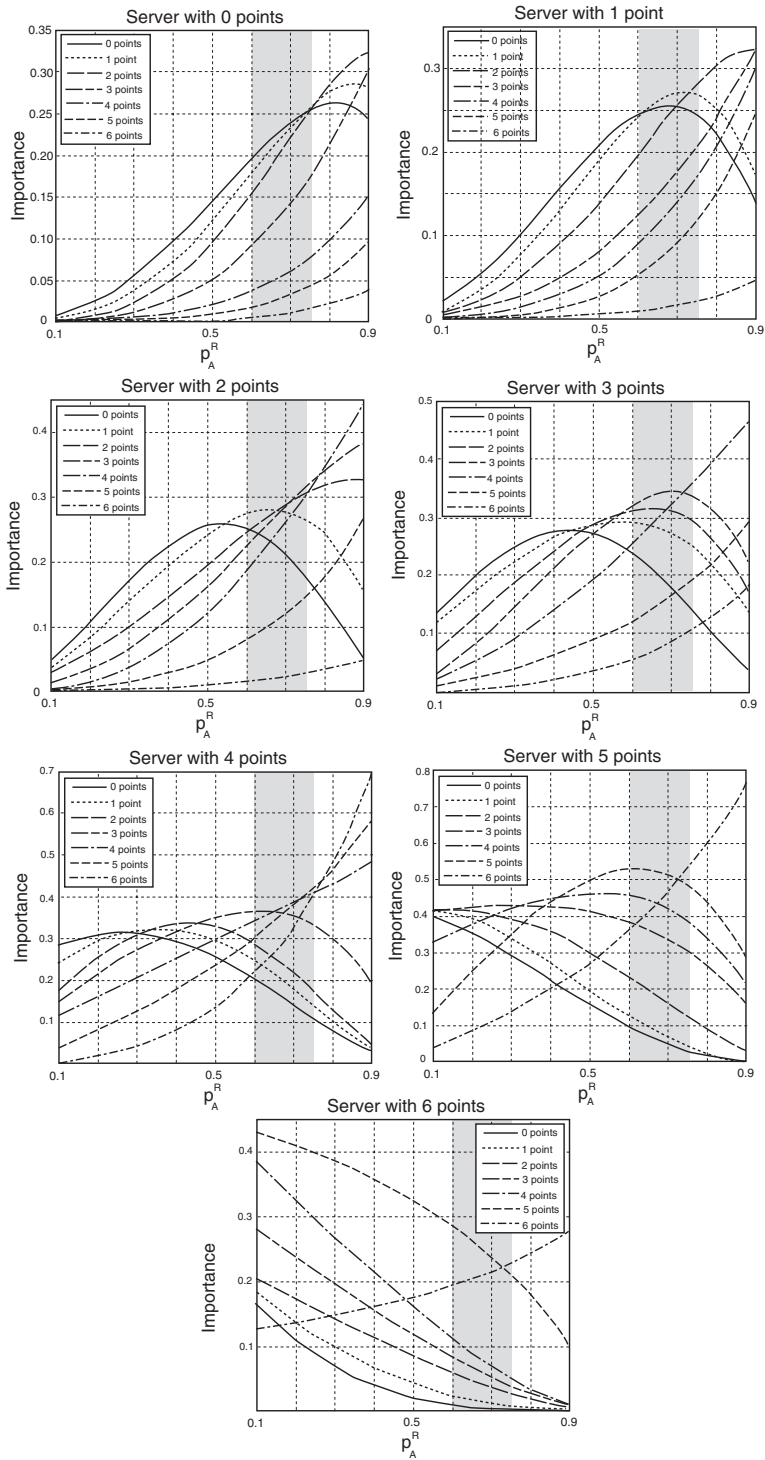 Server with 0 points
0.35
0.30
0.25
0.20
0.15
0.10
0.05
0
Importance
0 points
1 point
2 points
3 points
4 points
5 points
6 points
0.1
0.5
0.9
p_A^R
Server with 1 point
0.3
0.2
0.1
0
Importance
0 points
1 point
2 points
3 points
4 points
5 points
6 points
0.1
0.5
0.9
p_A^R
Server with 2 points
0.4
0.3
0.2
0.1
0
Importance
0 points
1 point
2 points
3 points
4 points
5 points
6 points
0.1
0.5
0.9
p_A^R
Server with 3 points
0.5
0.4
0.3
0.2
0.1
Importance
0 points
1 point
2 points
3 points
4 points
5 points
6 points
0.1
0.5
0.9
p_A^R
Server with 4 points
0.7
0.6
0.5
0.4
0.3
0.2
0.1
Importance
0 points
1 point
2 points
3 points
4 points
5 points
6 points
0.1
0.5
0.9
p_A^R
Server with 5 points
0.8
0.7
0.6
0.5
0.4
0.3
0.2
0.1
0
Importance
0 points
1 point
2 points
3 points
4 points
5 points
6 points
0.1
0.5
0.9
p_A^R
Server with 6 points
0.4
0.3
0.2
0.1
Importance
0 points
1 point
2 points
3 points
4 points
5 points
6 points
0.1
0.5
0.9
p_A^R